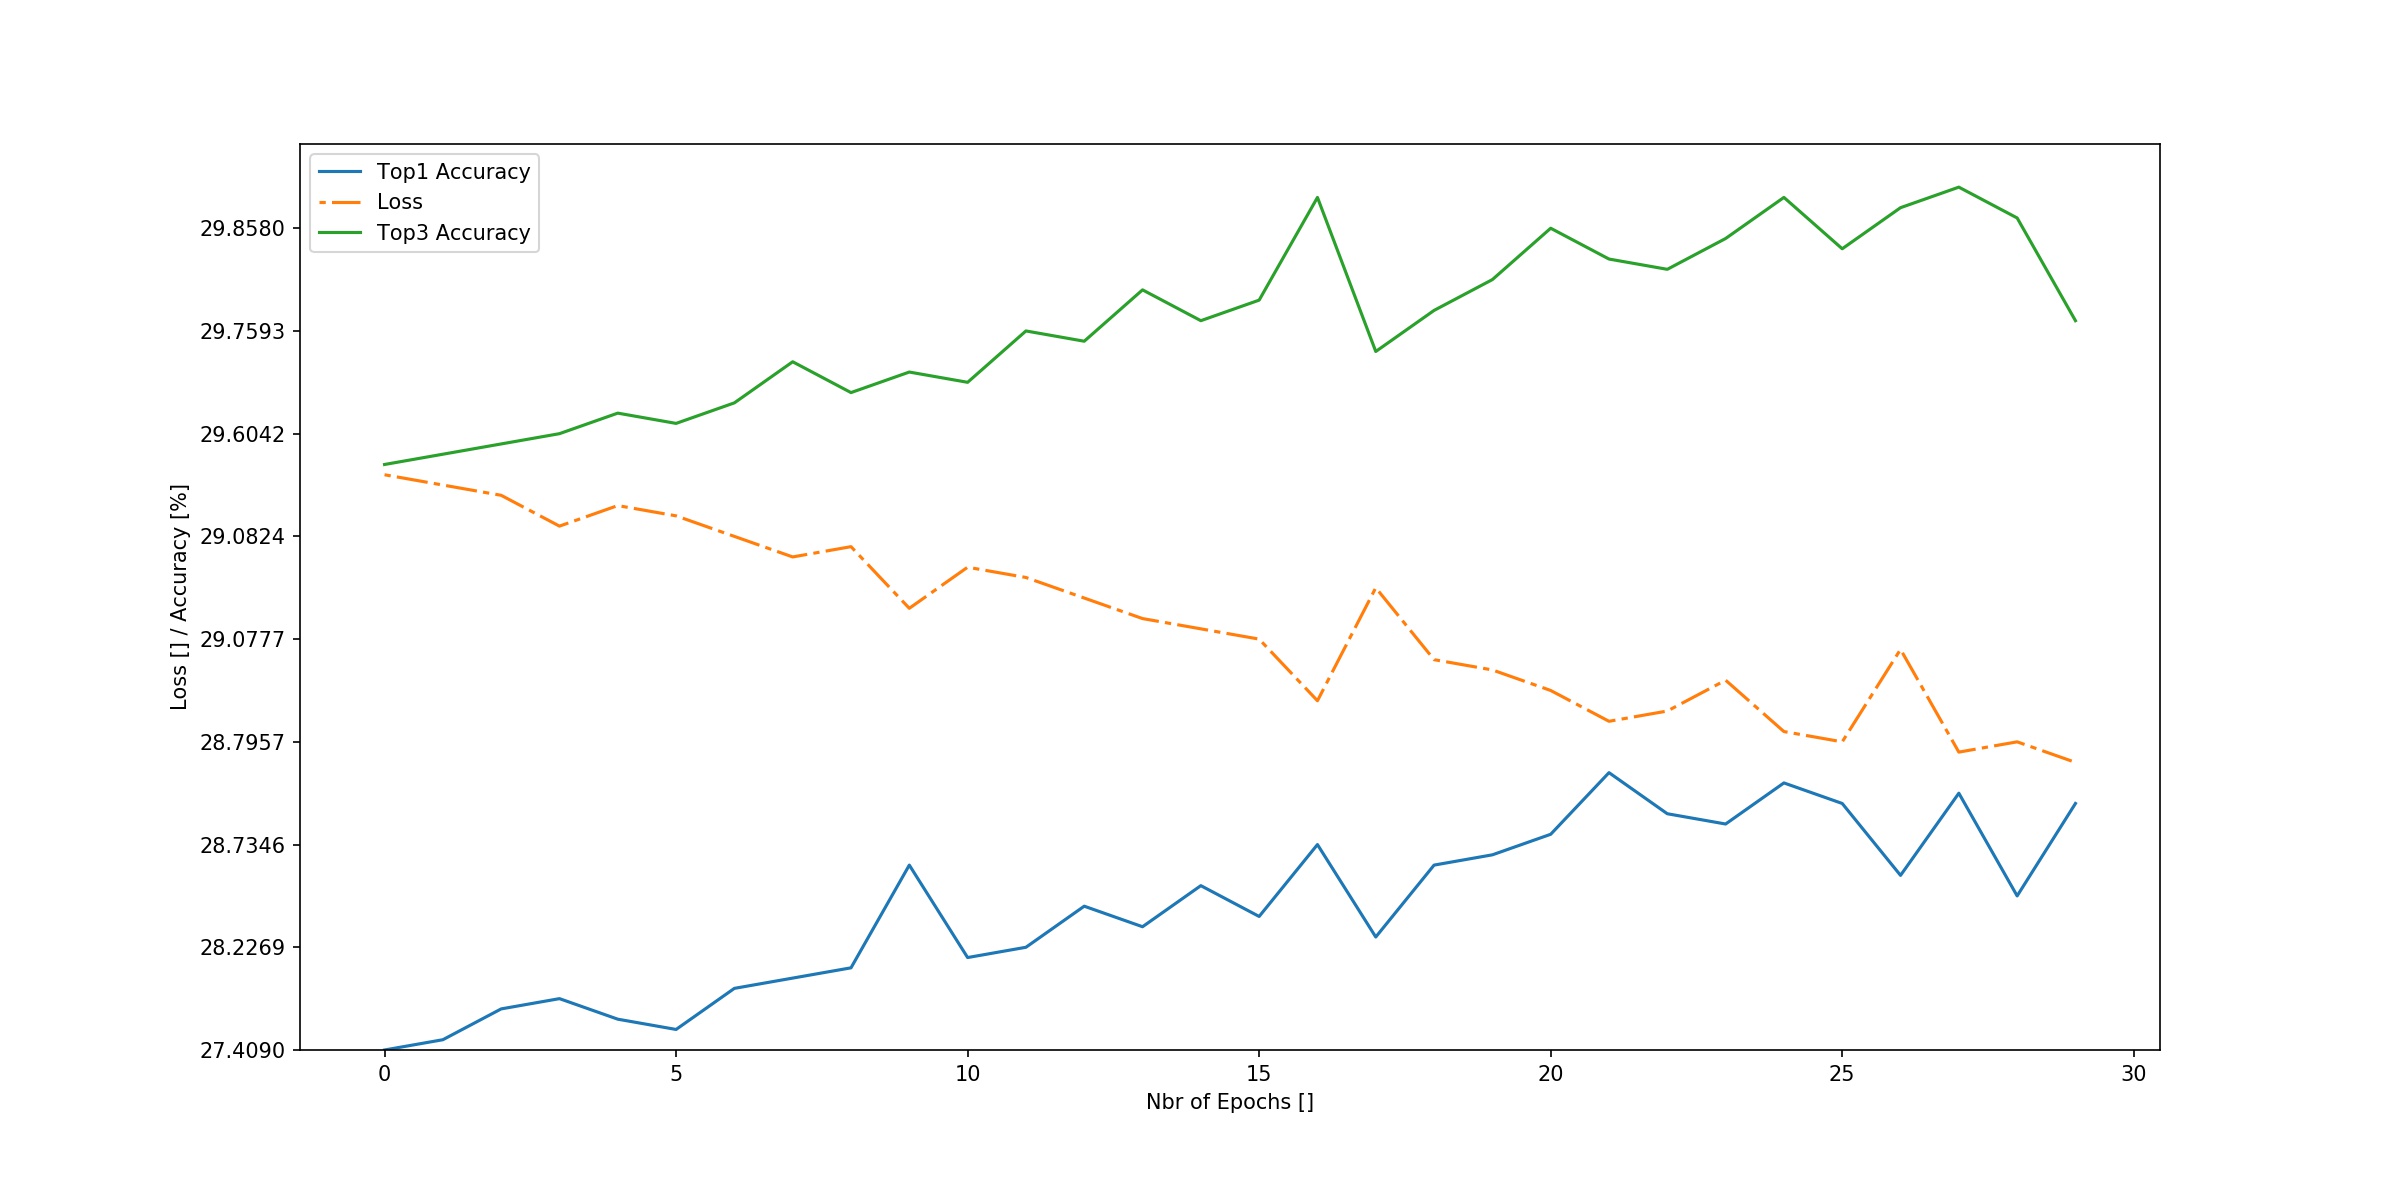 Top1 Accuracy
Loss
Top3 Accuracy
29.8580
29.7593
29.6042
29.0824
29.0777
28.7957
28.7346
28.2269
27.4090
Loss [] / Accuracy [%]
0 5 10 15 20 25 30
Nbr of Epochs []